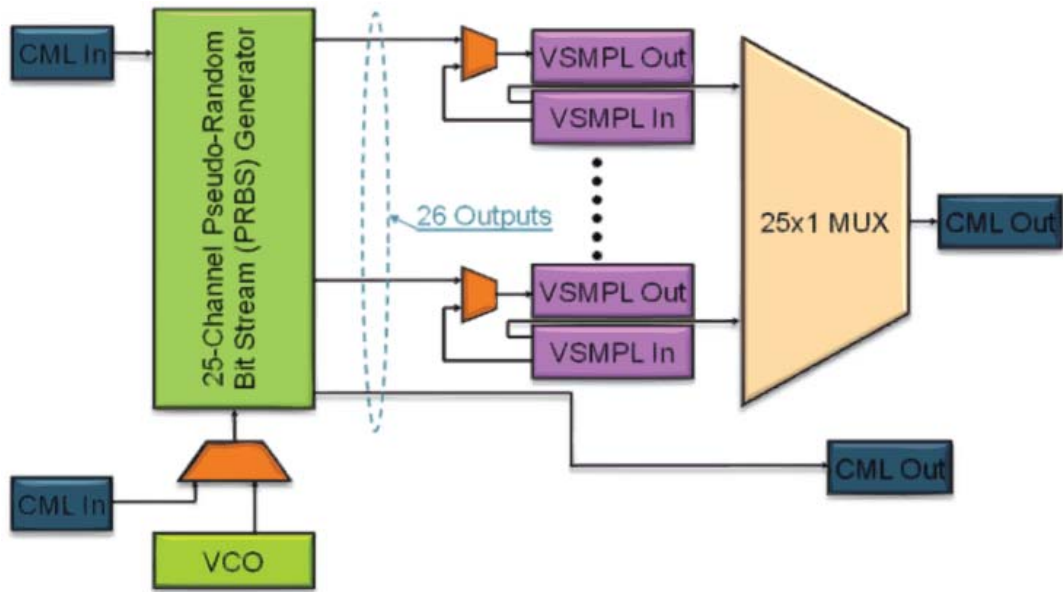 CML In
25-Channel Pseudo-Random
Bit Stream (PRBS) Generator
VSMPL Out
VSMPL In
26 Outputs
25x1 MUX
CML Out
VSMPL Out
VSMPL In
CML Out
CML In
VCO